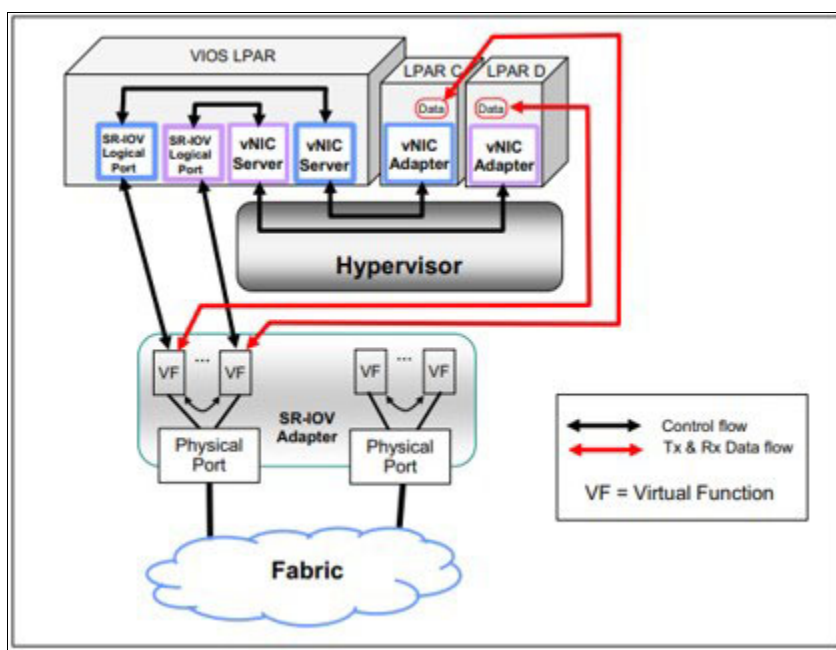 VIOS LPAR
LPAR C
LPAR D
Data
Data
SR-IOV
Logical
Port
SR-IOV
Logical
Port
vNIC
Server
vNIC
Server
vNIC
Adapter
vNIC
Adapter
Hypervisor
VF
...
VF
VF
...
VF
SR-IOV
Adapter
Physical
Port
Physical
Port
Control flow
Tx & Rx Data flow
VF = Virtual Function
Fabric